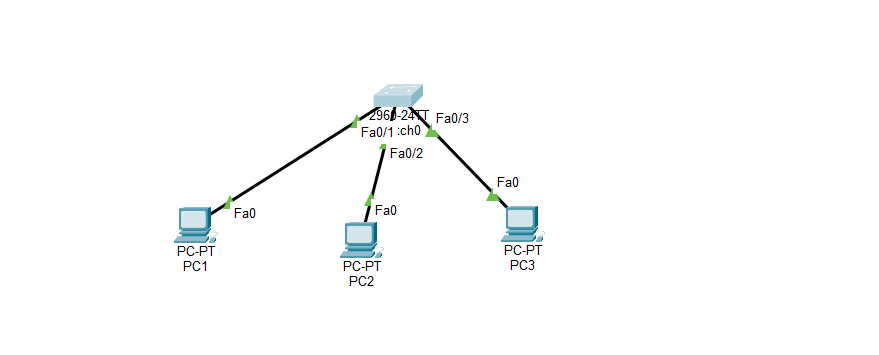 2960-24TT
Fa0/3
Fa0/1
Fa0/2
Fa0
Fa0
Fa0
PC-PT
PC1
PC-PT
PC2
PC-PT
PC3